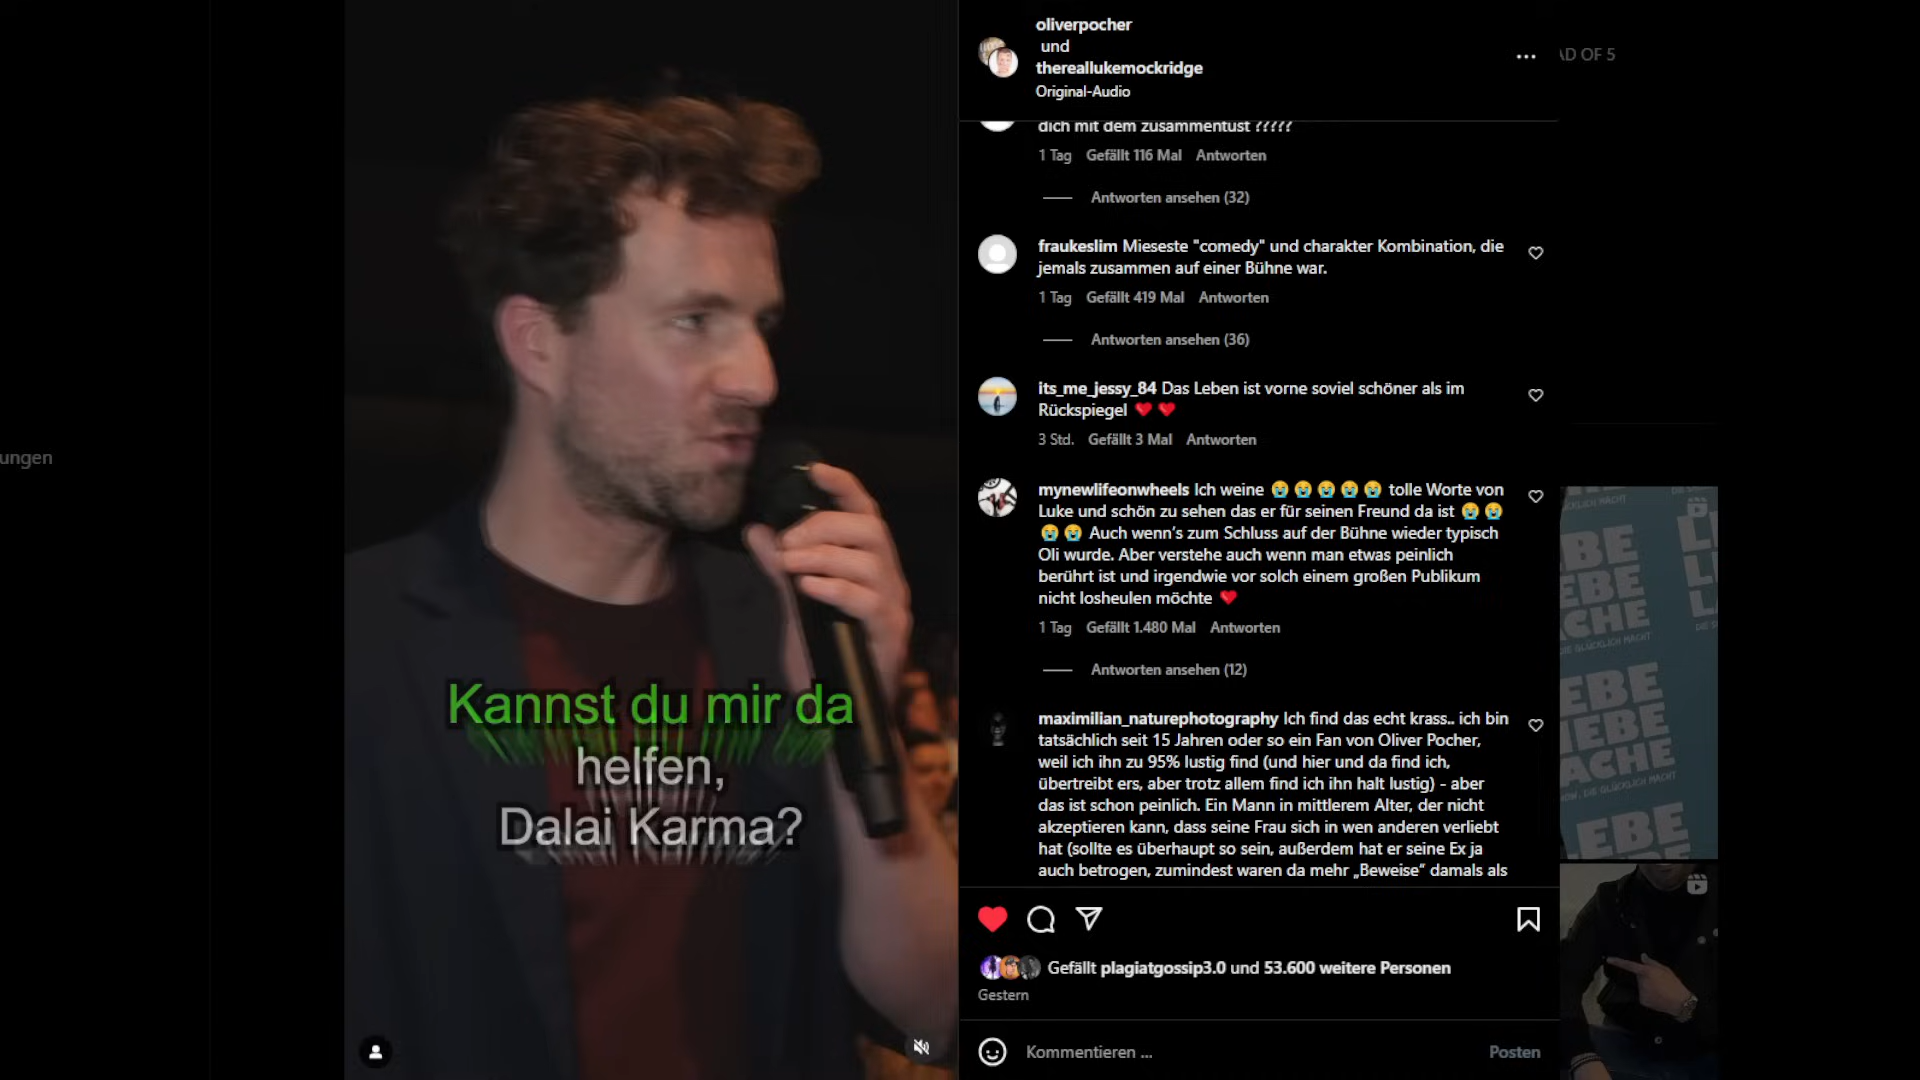 oliverpocher
und
thereallukemockridge
Original-Audio
AD OF 5
dich mit dem zusammentust ?????
1 Tag Gefällt 116 Mal Antworten
Antworten ansehen (32)
fraukeslim Mieseste "comedy" und charakter Kombination, die
jemals zusammen auf einer Bühne war.
1 Tag Gefällt 419 Mal Antworten
Antworten ansehen (36)
its_me_jessy_84 Das Leben ist vorne soviel schöner als im
Rückspiegel ❤️ ❤️
3 Std. Gefällt 3 Mal Antworten
mynewlifeonwheels Ich weine 😭😭😭😭😭 tolle Worte von
Luke und schön zu sehen das er für seinen Freund da ist 😭😭
😭😭 Auch wenn's zum Schluss auf der Bühne wieder typisch
Oli wurde. Aber verstehe auch wenn man etwas peinlich
berührt ist und irgendwie vor solch einem großen Publikum
nicht losheulen möchte ❤️
1 Tag Gefällt 1.480 Mal Antworten
Antworten ansehen (12)
maximilian_naturephotography Ich find das echt krass.. ich bin
tatsächlich seit 15 Jahren oder so ein Fan von Oliver Pocher,
weil ich ihn zu 95% lustig find (und hier und da find ich,
übertreibt ers, aber trotz allem find ich ihn halt lustig) - aber
das ist schon peinlich. Ein Mann in mittlerem Alter, der nicht
akzeptieren kann, dass seine Frau sich in wen anderen verliebt
hat (sollte es überhaupt so sein, außerdem hat er seine Ex ja
auch betrogen, zumindest waren da mehr „Beweise“ damals als
Gefällt plagiatgossip3.0 und 53.600 weitere Personen
Gestern
Kommentieren ...
Posten
Kannst du mir da
helfen,
Dalai Karma?
ungen
EBE
IEBE
ACHE